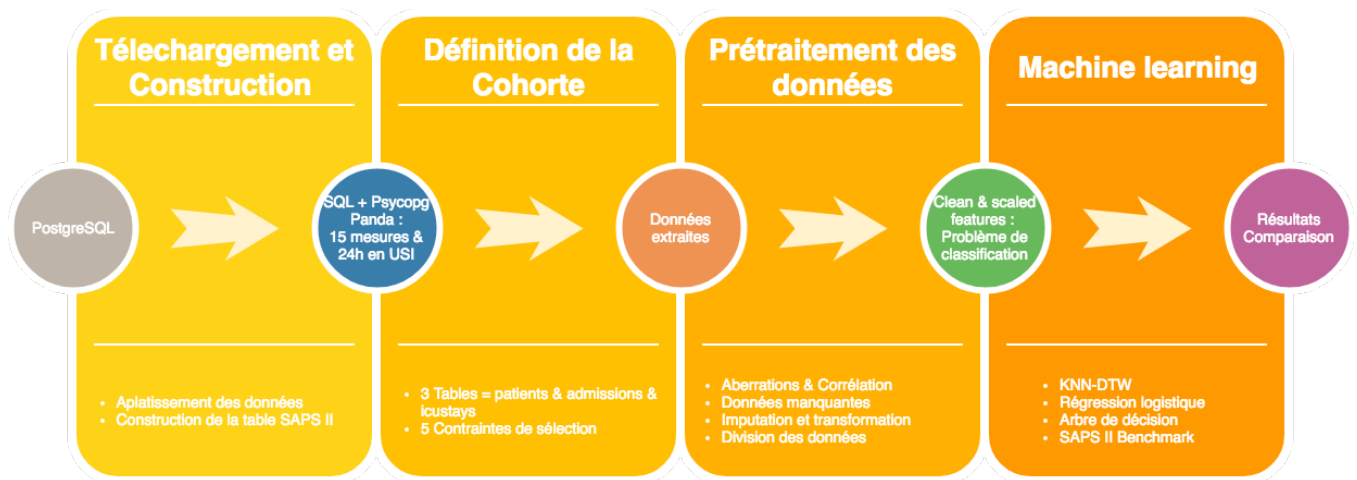 Télechargement et
Construction
Définition de la
Cohorte
Prétraitement des
données
Machine learning
PostgreSQL
SQL + Psycopg
Panda :
15 mesures &
24h en USI
Données
extraites
Clean & scaled
features :
Problème de
classification
Résultats
Comparaison
• Aplatissement des données
• Construction de la table SAPS II
• 3 Tables = patients & admissions &
icustays
• 5 Contraintes de sélection
• Aberrations & Corrélation
• Données manquantes
• Imputation et transformation
• Division des données
• KNN-DTW
• Régression logistique
• Arbre de décision
• SAPS II Benchmark